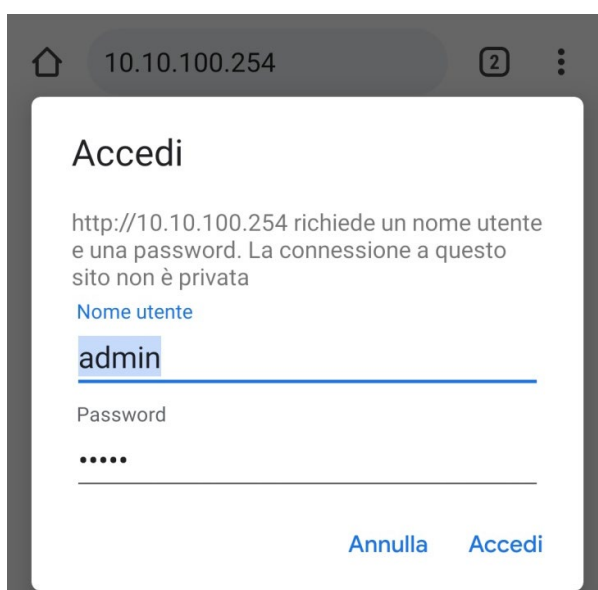 10.10.100.254
2
Accedi
http://10.10.100.254 richiede un nome utente
e una password. La connessione a questo
sito non è privata
Nome utente
admin
Password
•••••
Annulla Accedi